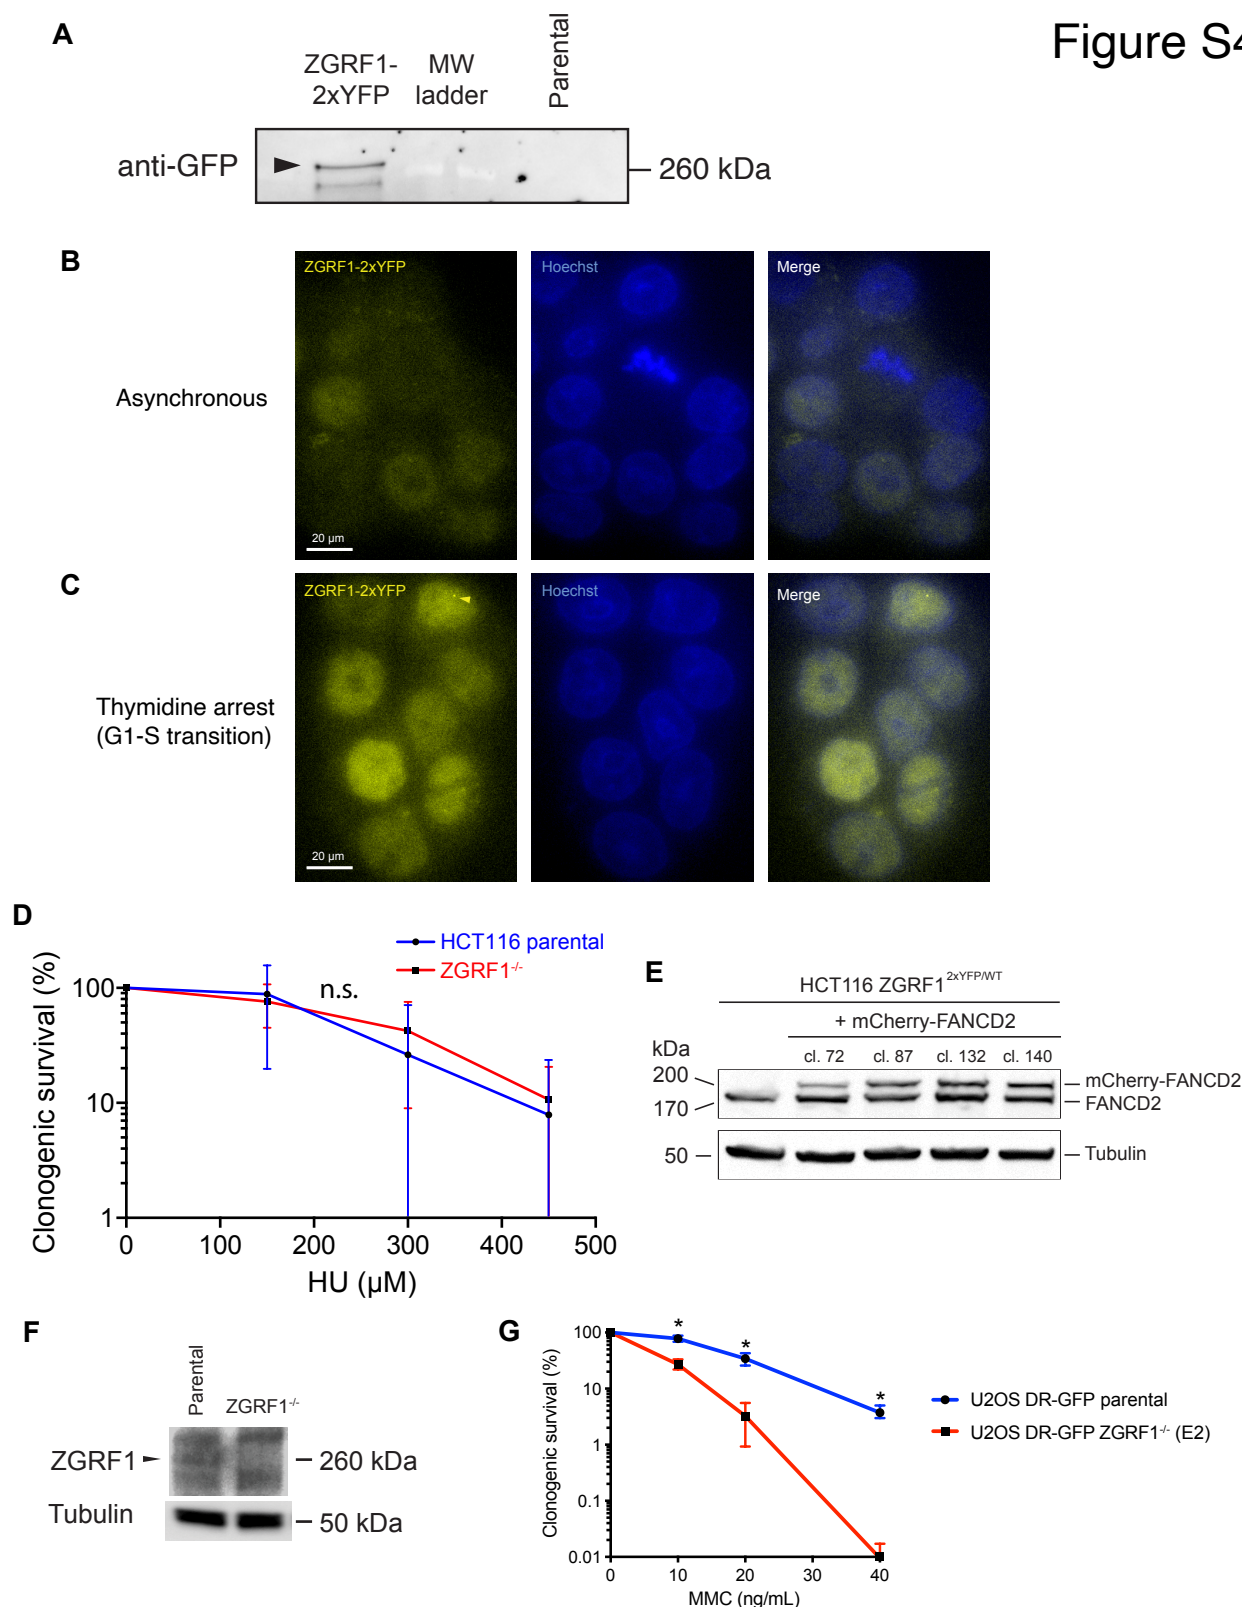 Figure S4
A
ZGRF1-
2xYFP
MW
ladder
Parental
anti-GFP
260 kDa
B
ZGRF1-2xYFP
Hoechst
Merge
Asynchronous
20 µm
C
ZGRF1-2xYFP
Hoechst
Merge
Thymidine arrest
(G1-S transition)
20 µm
D
HCT116 parental
ZGRF1-/-
n.s.
Clonogenic survival (%)
100
10
1
0 100 200 300 400 500
HU (µM)
E
HCT116 ZGRF1 2xYFP/WT
+ mCherry-FANCD2
kDa
cl. 72 cl. 87 cl. 132 cl. 140
200
170
mCherry-FANCD2
FANCD2
50
Tubulin
F
Parental
ZGRF1-/-
ZGRF1
260 kDa
Tubulin
50 kDa
G
Clonogenic survival (%)
100
10
1
0.1
0.01
* * *
0 10 20 30 40
MMC (ng/mL)
U2OS DR-GFP parental
U2OS DR-GFP ZGRF1-/- (E2)